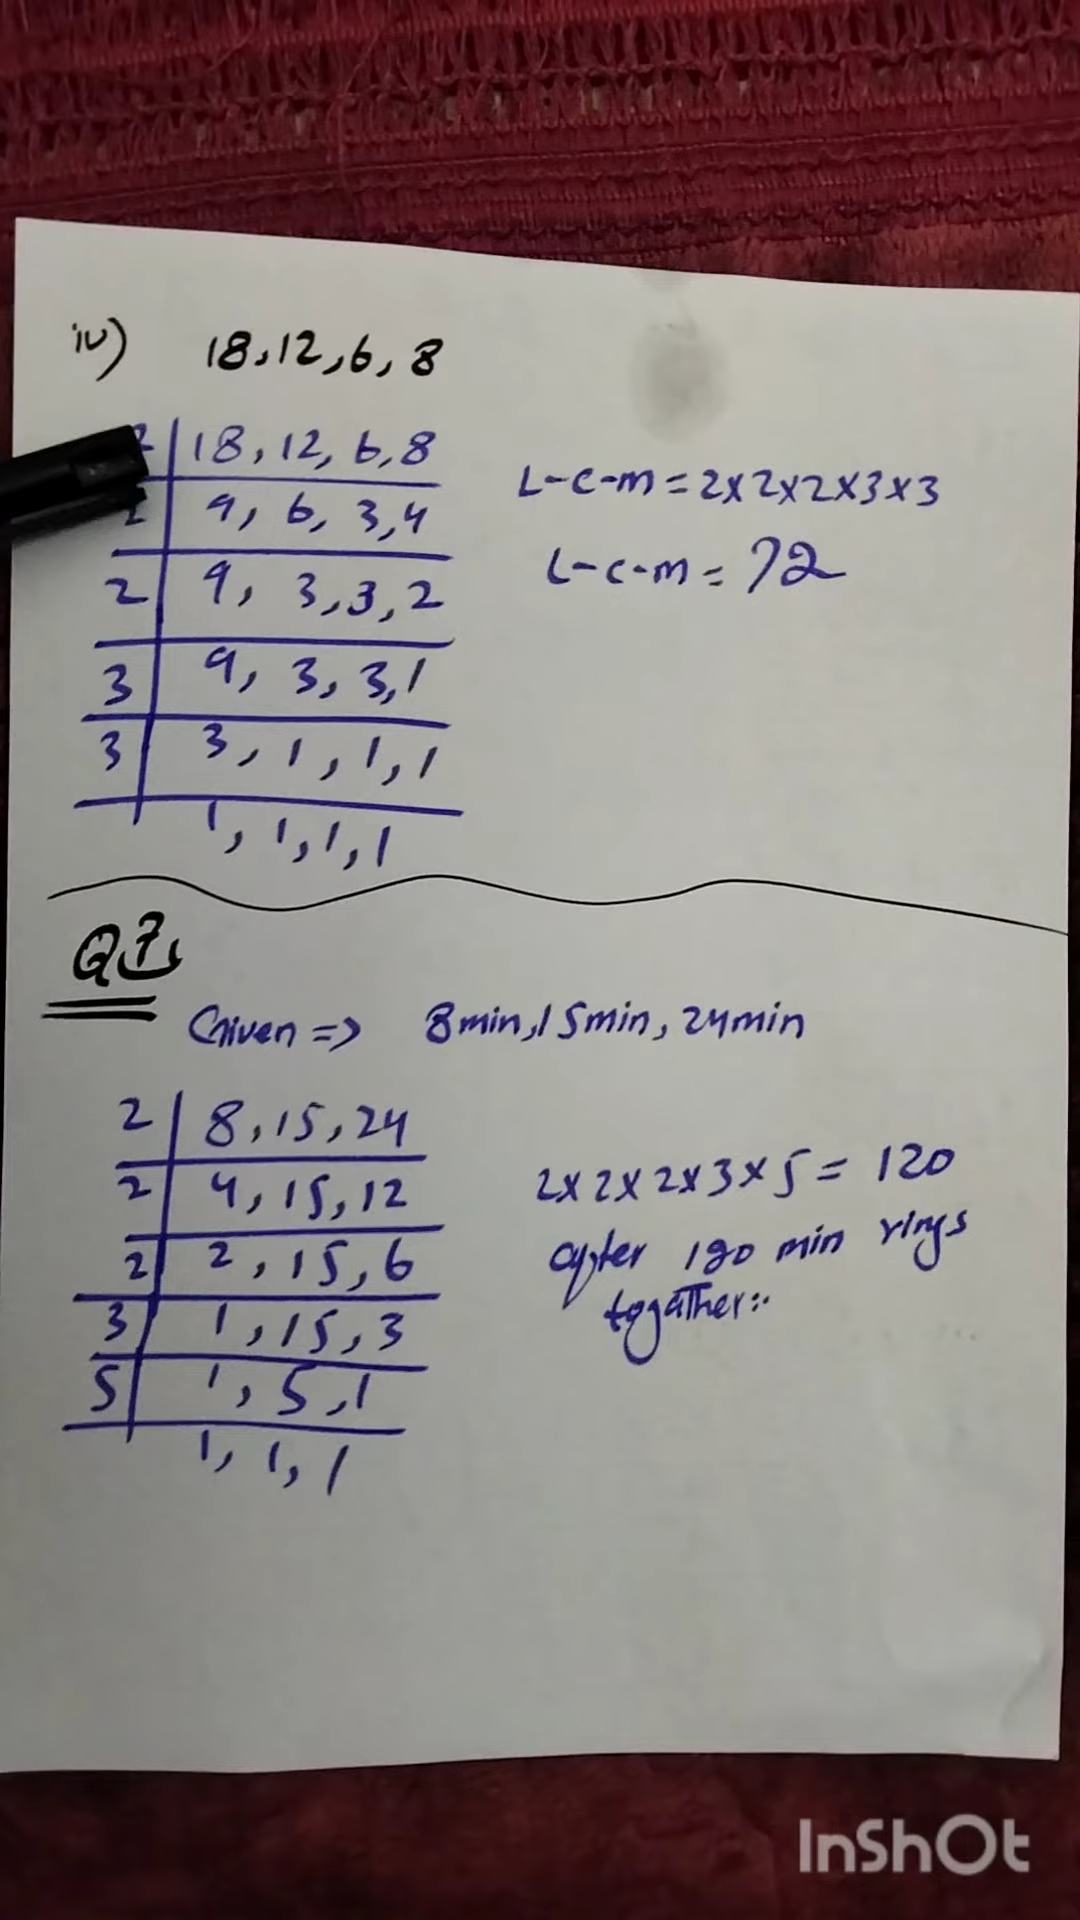 iv) 18,12,6,8
2 18,12,6,8
2 9,6,3,4
2 9,3,3,2
3 9,3,3,1
3 3,1,1,1
1,1,1,1
L-c-m=2x2x2x3x3
L-c-m=72
Q7,
Given => 8min,15min,24min
2 8,15,24
2 4,15,12
2 2,15,6
3 1,15,3
5 1,5,1
1,1,1
2x2x2x3x5=120
after 120 min rings
togather:.
InShOt